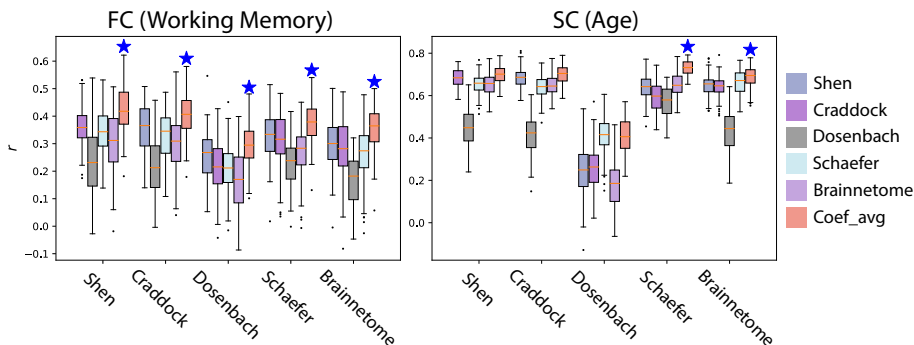 FC (Working Memory)
SC (Age)
r
0.6
0.5
0.4
0.3
0.2
0.1
0.0
−0.1
Shen
Craddock
Dosenbach
Schaefer
Brainnetome
0.8
0.6
0.4
0.2
0.0
Shen
Craddock
Dosenbach
Schaefer
Brainnetome
Shen
Craddock
Dosenbach
Schaefer
Brainnetome
Coef_avg